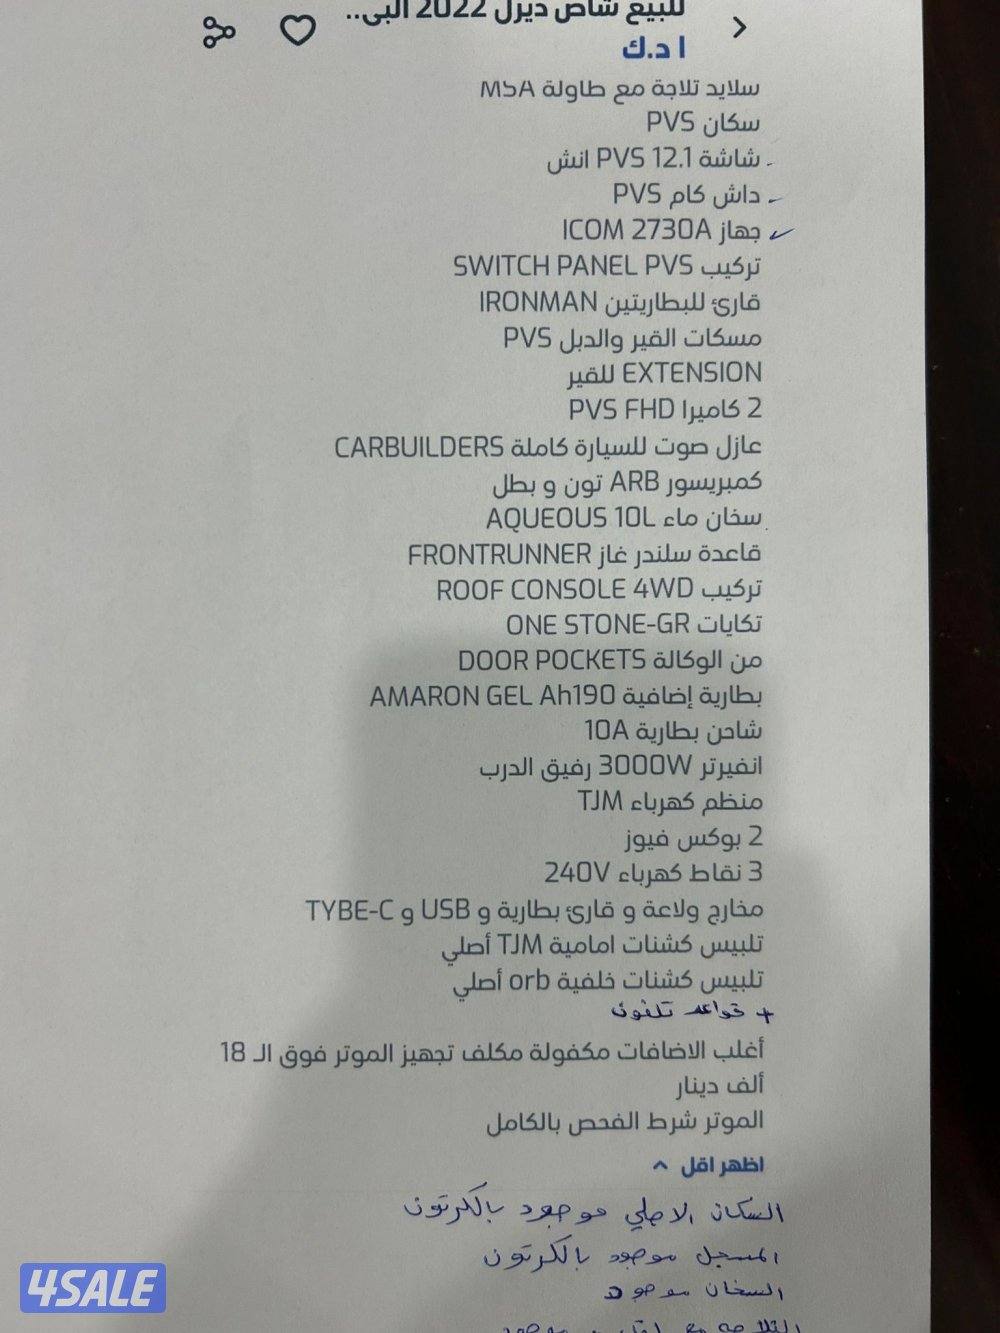 للبيع شاص ديزل 2022 البي..
١ د.ك
سلايد ثلاجة مع طاولة MSA
سكان PVS
شاشة PVS 12.1 انش
داش كام PVS
جهاز ICOM 2730A
تركيب SWITCH PANEL PVS
قارئ للبطاريتين IRONMAN
مسكات القير والدبل PVS
EXTENSION للقير
2 كاميرا PVS FHD
عازل صوت للسيارة كاملة CARBUILDERS
كمبريسور ARB تون و بطل
سخان ماء AQUEOUS 10L
قاعدة سلندر غاز FRONTRUNNER
تركيب ROOF CONSOLE 4WD
تكايات ONE STONE-GR
من الوكالة DOOR POCKETS
بطارية إضافية AMARON GEL Ah190
شاحن بطارية 10A
انفيرتر 3000W رفيق الدرب
منظم كهرباء TJM
2 بوكس فيوز
3 نقاط كهرباء 240V
مخارج ولاعة و قارئ بطارية و USB و TYBE-C
تلبيس كشنات امامية TJM أصلي
تلبيس كشنات خلفية orb أصلي
+ قواعد تلفون
أغلب الاضافات مكفولة مكلف تجهيز الموتر فوق الـ 18
ألف دينار
الموتر شرط الفحص بالكامل
اظهر اقل
السكان الاصلي موجود بالكرتون
المسجل موجود بالكرتون
السخان موجود
الثلاجه مع
4SALE